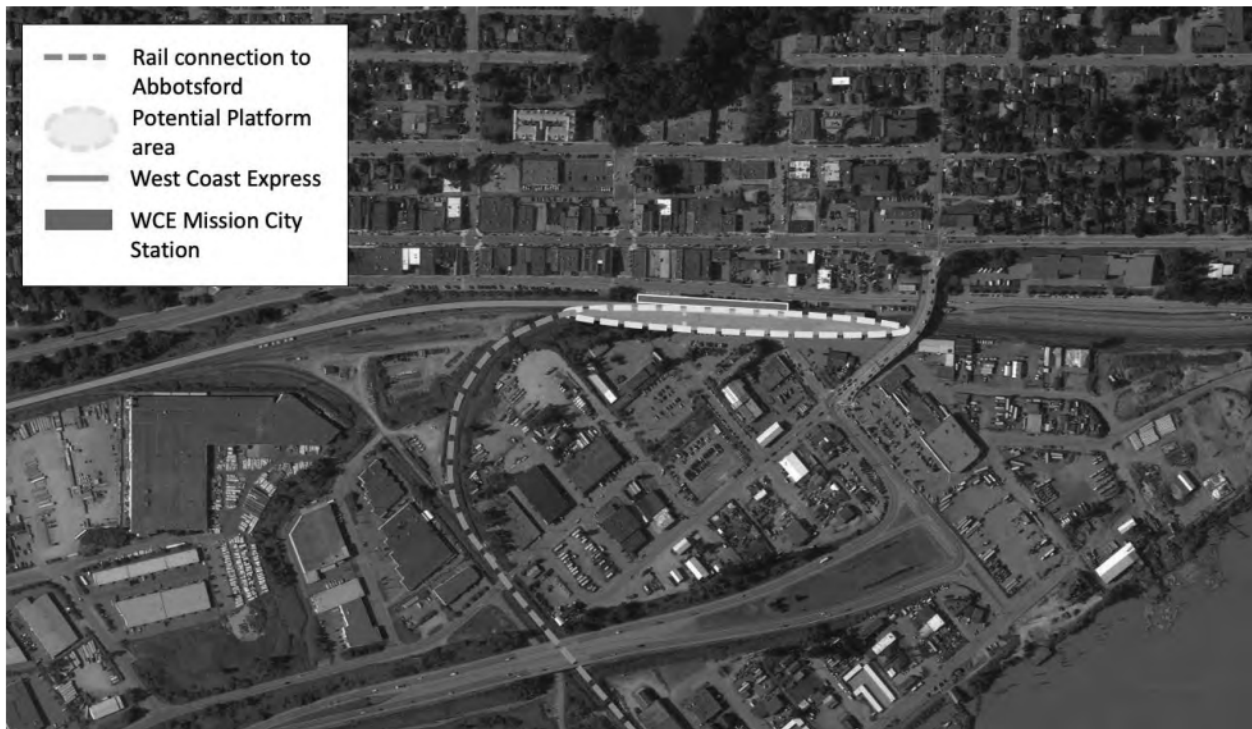 Rail connection to
Abbotsford
Potential Platform
area
West Coast Express
WCE Mission City
Station